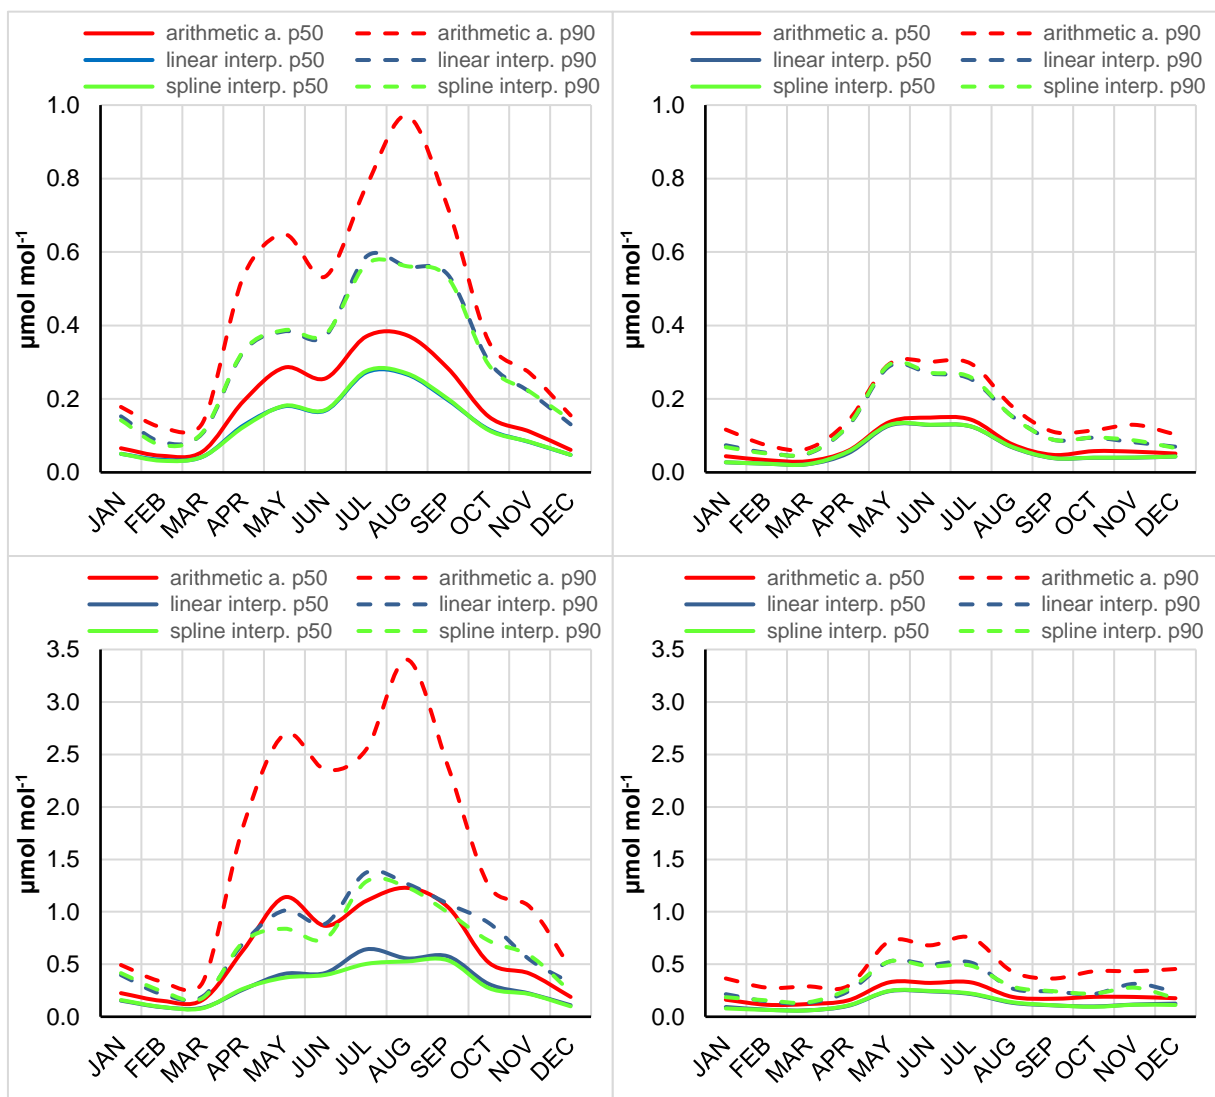 arithmetic a. p50 arithmetic a. p90
linear interp. p50 linear interp. p90
spline interp. p50 spline interp. p90
1.0
0.8
0.6
0.4
0.2
0.0
µmol mol⁻¹
JAN FEB MAR APR MAY JUN JUL AUG SEP OCT NOV DEC
arithmetic a. p50 arithmetic a. p90
linear interp. p50 linear interp. p90
spline interp. p50 spline interp. p90
1.0
0.8
0.6
0.4
0.2
0.0
µmol mol⁻¹
JAN FEB MAR APR MAY JUN JUL AUG SEP OCT NOV DEC
arithmetic a. p50 arithmetic a. p90
linear interp. p50 linear interp. p90
spline interp. p50 spline interp. p90
3.5
3.0
2.5
2.0
1.5
1.0
0.5
0.0
µmol mol⁻¹
JAN FEB MAR APR MAY JUN JUL AUG SEP OCT NOV DEC
arithmetic a. p50 arithmetic a. p90
linear interp. p50 linear interp. p90
spline interp. p50 spline interp. p90
3.5
3.0
2.5
2.0
1.5
1.0
0.5
0.0
µmol mol⁻¹
JAN FEB MAR APR MAY JUN JUL AUG SEP OCT NOV DEC